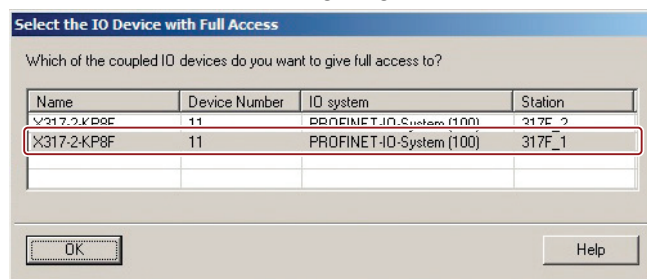 Select the IO Device with Full Access
Which of the coupled IO devices do you want to give full access to?
Name Device Number IO system Station
X317-2-KP8F 11 PROFINET-IO-System (100) 317F_2
X317-2-KP8F 11 PROFINET-IO-System (100) 317F_1
OK Help